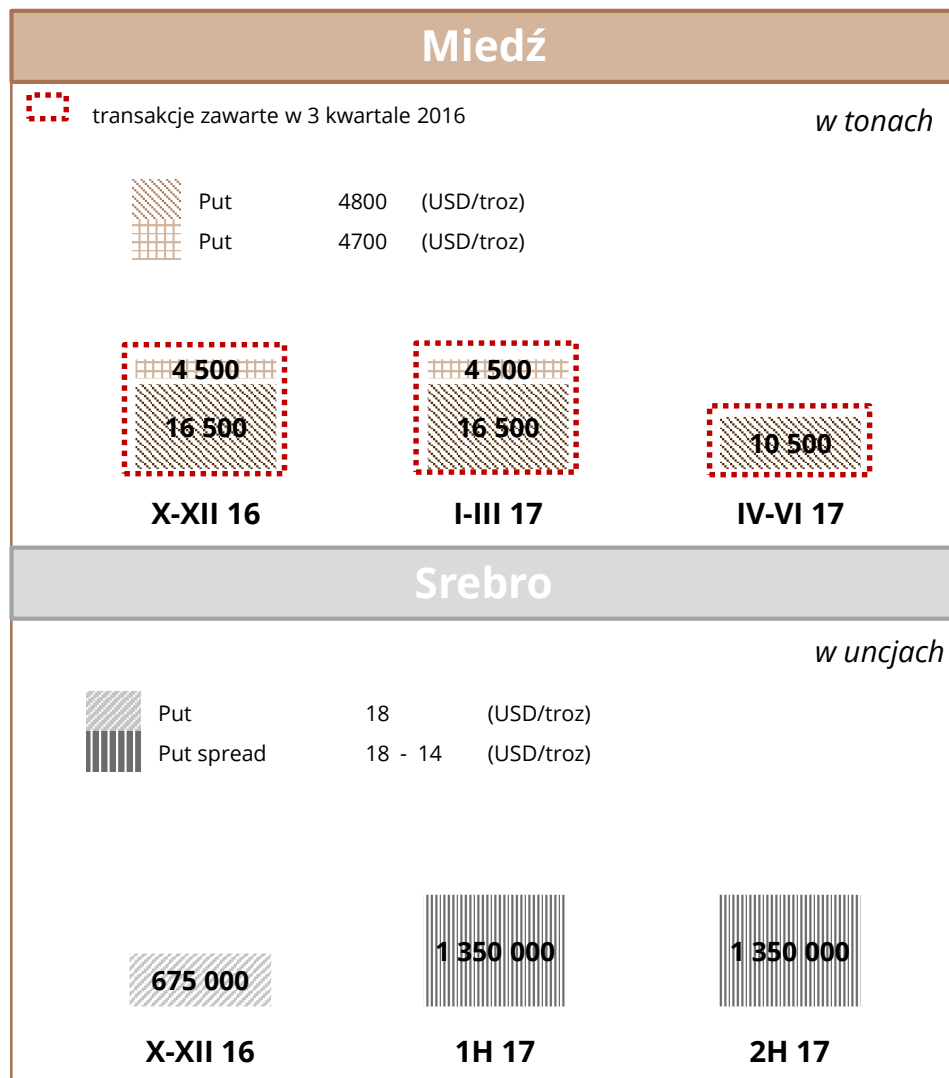 Miedź
transakcje zawarte w 3 kwartale 2016
w tonach
Put 4800 (USD/troz)
Put 4700 (USD/troz)
4 500 4 500
16 500 16 500 10 500
X-XII 16 I-III 17 IV-VI 17
Srebro
w uncjach
Put 18 (USD/troz)
Put spread 18 - 14 (USD/troz)
675 000 1 350 000 1 350 000
X-XII 16 1H 17 2H 17